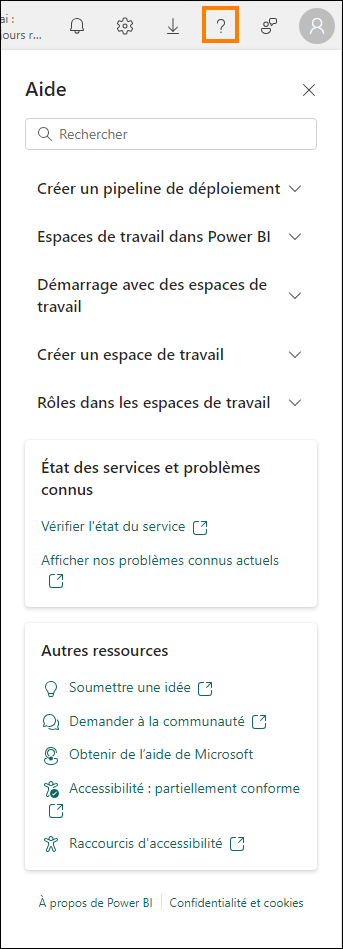 ai :
jours r...
?
Aide
Rechercher
Créer un pipeline de déploiement
Espaces de travail dans Power BI
Démarrage avec des espaces de
travail
Créer un espace de travail
Rôles dans les espaces de travail
État des services et problèmes
connus
Vérifier l'état du service
Afficher nos problèmes connus actuels
Autres ressources
Soumettre une idée
Demander à la communauté
Obtenir de l’aide de Microsoft
Accessibilité : partiellement conforme
Raccourcis d'accessibilité
À propos de Power BI Confidentialité et cookies